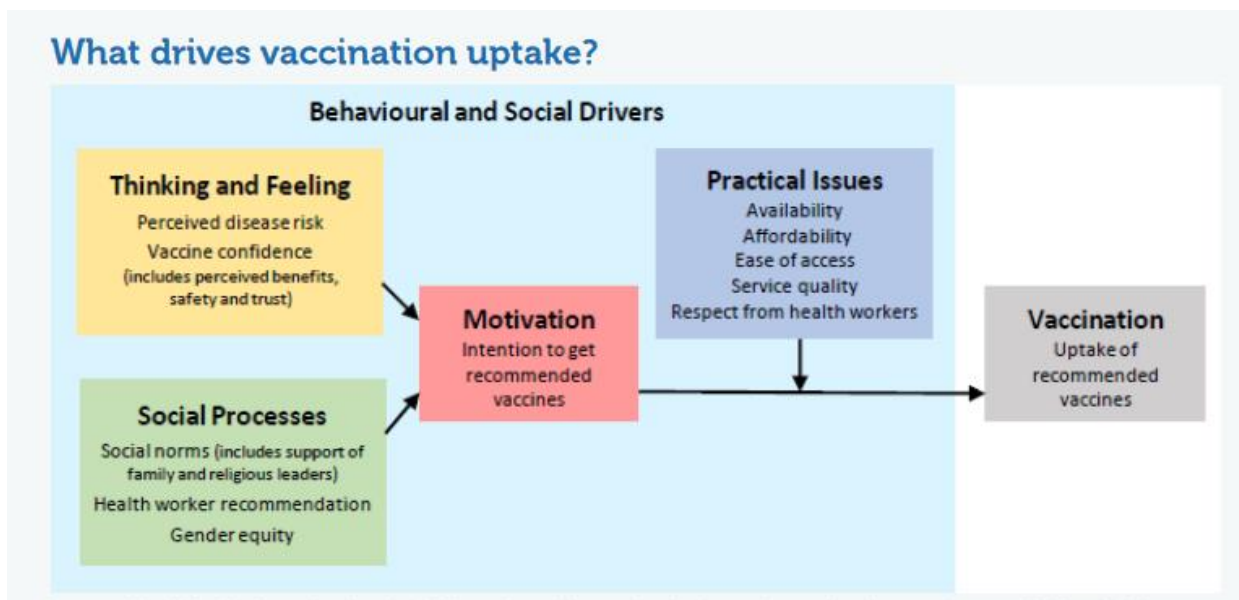 What drives vaccination uptake?
Behavioural and Social Drivers
Thinking and Feeling
Perceived disease risk
Vaccine confidence
(includes perceived benefits,
safety and trust)
Social Processes
Social norms (includes support of
family and religious leaders)
Health worker recommendation
Gender equity
Motivation
Intention to get
recommended
vaccines
Practical Issues
Availability
Affordability
Ease of access
Service quality
Respect from health workers
Vaccination
Uptake of
recommended
vaccines